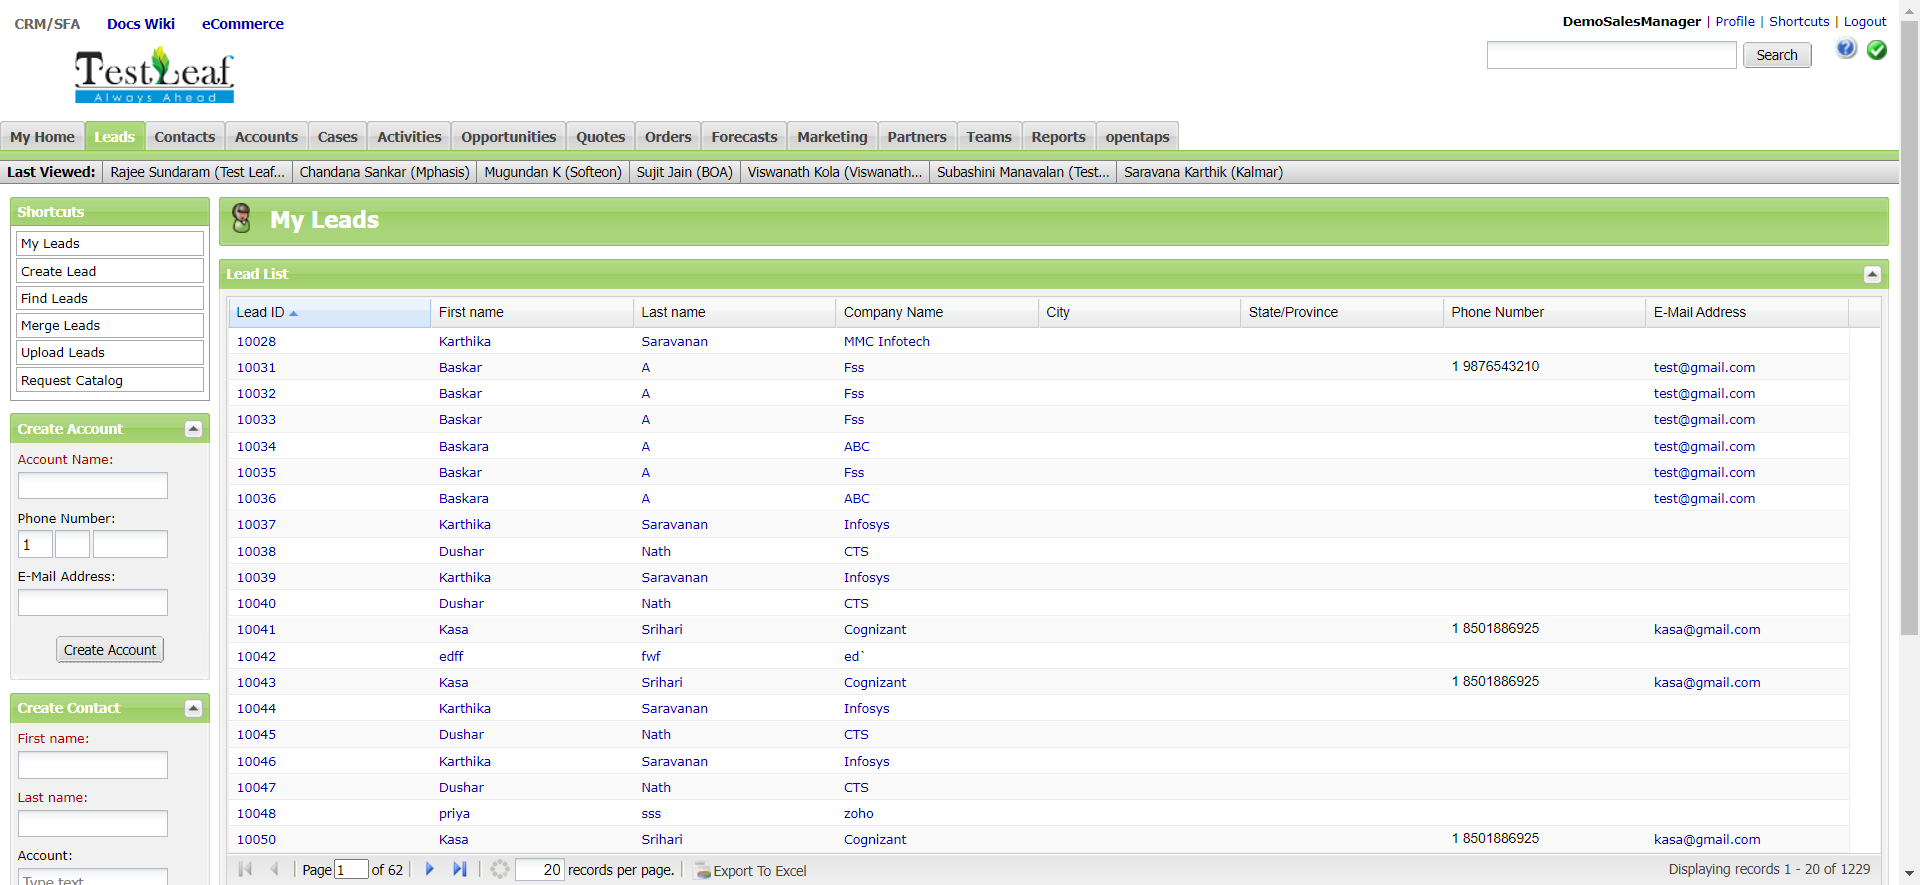 CRM/SFA Docs Wiki eCommerce
DemoSalesManager | Profile | Shortcuts | Logout
TestLeaf
Always Ahead
Search
My Home Leads Contacts Accounts Cases Activities Opportunities Quotes Orders Forecasts Marketing Partners Teams Reports opentaps
Last Viewed: Rajee Sundaram (Test Leaf... Chandana Sankar (Mphasis) Mugundan K (Softeon) Sujit Jain (BOA) Viswanath Kola (Viswanath... Subashini Manavalan (Test... Saravana Karthik (Kalmar)
Shortcuts
My Leads
Create Lead
Find Leads
Merge Leads
Upload Leads
Request Catalog
Create Account
Account Name:
Phone Number:
1
E-Mail Address:
Create Account
Create Contact
First name:
Last name:
Account:
Type text
My Leads
Lead List
Lead ID First name Last name Company Name City State/Province Phone Number E-Mail Address
10028 Karthika Saravanan MMC Infotech
10031 Baskar A Fss 1 9876543210 test@gmail.com
10032 Baskar A Fss test@gmail.com
10033 Baskar A Fss test@gmail.com
10034 Baskara A ABC test@gmail.com
10035 Baskar A Fss test@gmail.com
10036 Baskara A ABC test@gmail.com
10037 Karthika Saravanan Infosys
10038 Dushar Nath CTS
10039 Karthika Saravanan Infosys
10040 Dushar Nath CTS
10041 Kasa Srihari Cognizant 1 8501886925 kasa@gmail.com
10042 edff fwf ed`
10043 Kasa Srihari Cognizant 1 8501886925 kasa@gmail.com
10044 Karthika Saravanan Infosys
10045 Dushar Nath CTS
10046 Karthika Saravanan Infosys
10047 Dushar Nath CTS
10048 priya sss zoho
10050 Kasa Srihari Cognizant 1 8501886925 kasa@gmail.com
Page 1 of 62 20 records per page. Export To Excel Displaying records 1 - 20 of 1229